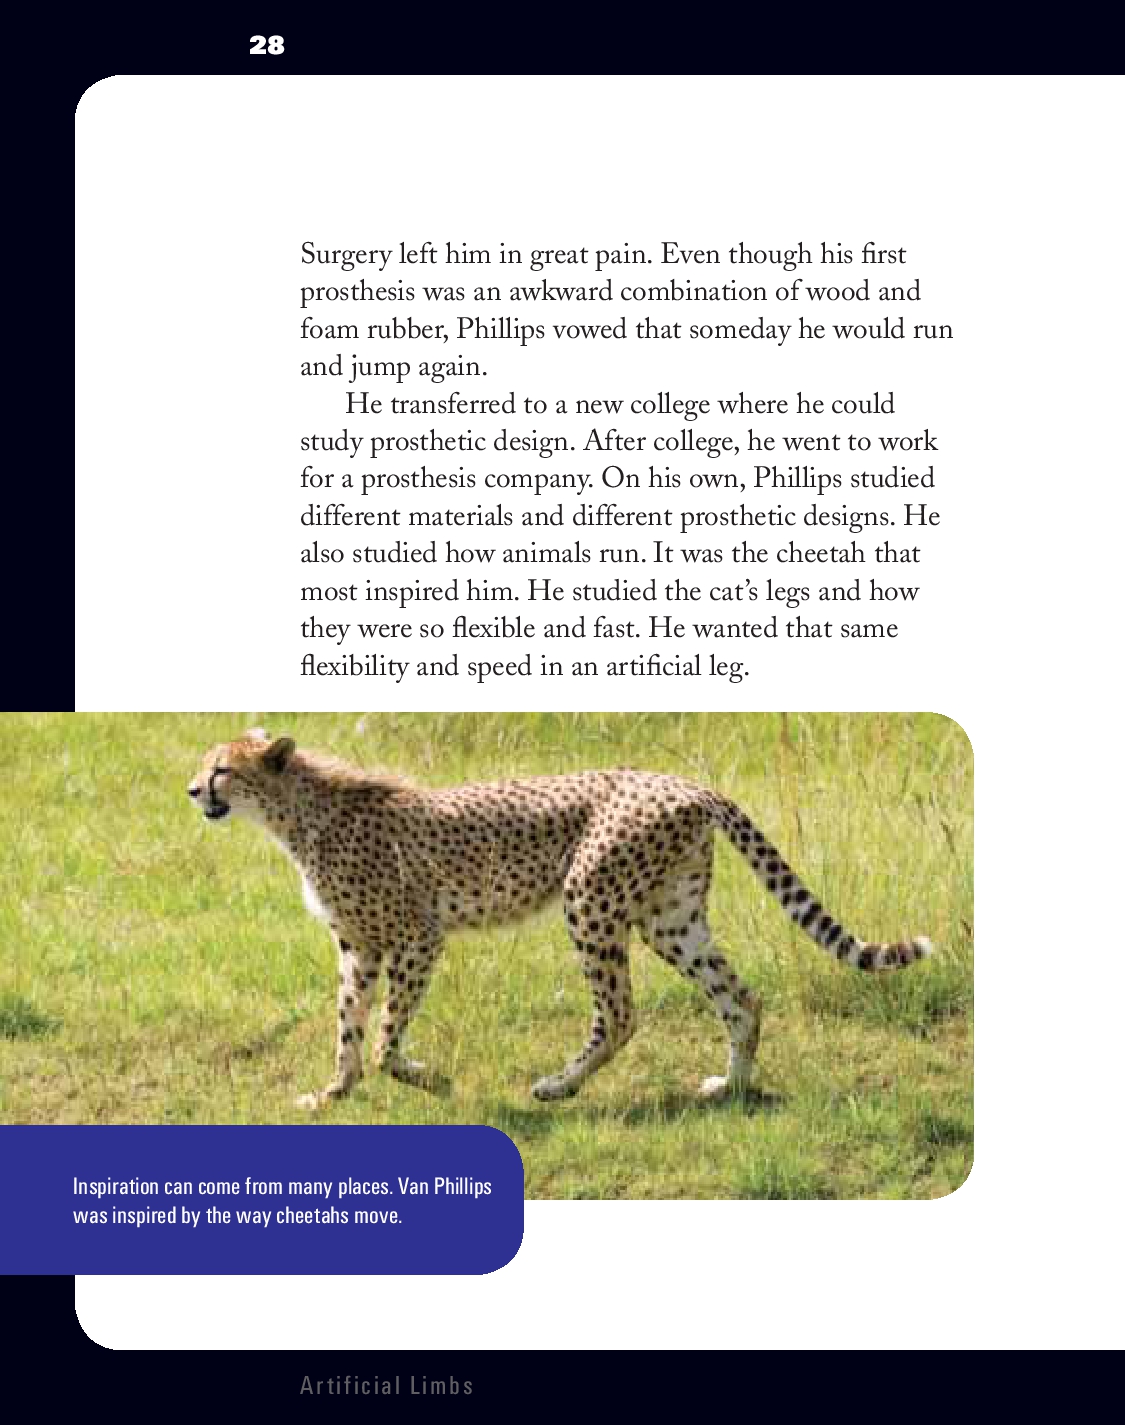 28
Surgery left him in great pain. Even though his first
prosthesis was an awkward combination of wood and
foam rubber, Phillips vowed that someday he would run
and jump again.
He transferred to a new college where he could
study prosthetic design. After college, he went to work
for a prosthesis company. On his own, Phillips studied
different materials and different prosthetic designs. He
also studied how animals run. It was the cheetah that
most inspired him. He studied the cat’s legs and how
they were so flexible and fast. He wanted that same
flexibility and speed in an artificial leg.
Inspiration can come from many places. Van Phillips
was inspired by the way cheetahs move.
Artificial Limbs